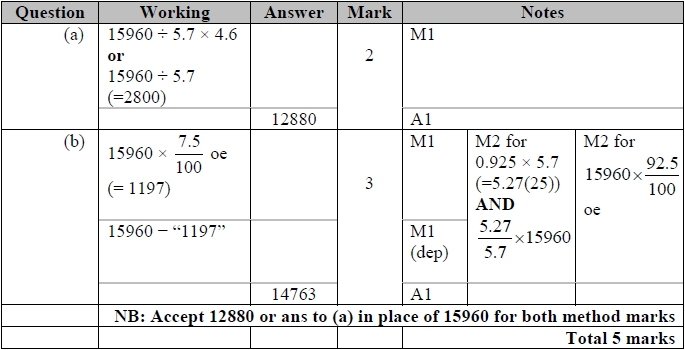 Question Working Answer Mark Notes
(a) 15960 ÷ 5.7 × 4.6 2 M1
or
15960 ÷ 5.7
(=2800)
12880 A1
(b) 15960 × 7.5/100 oe
(= 1197)
3
M1
M2 for
0.925 × 5.7
(=5.27(25))
AND
5.27/5.7 ×15960
M2 for
15960× 92.5/100
oe
15960 – “1197”
M1
(dep)
14763 A1
NB: Accept 12880 or ans to (a) in place of 15960 for both method marks
Total 5 marks